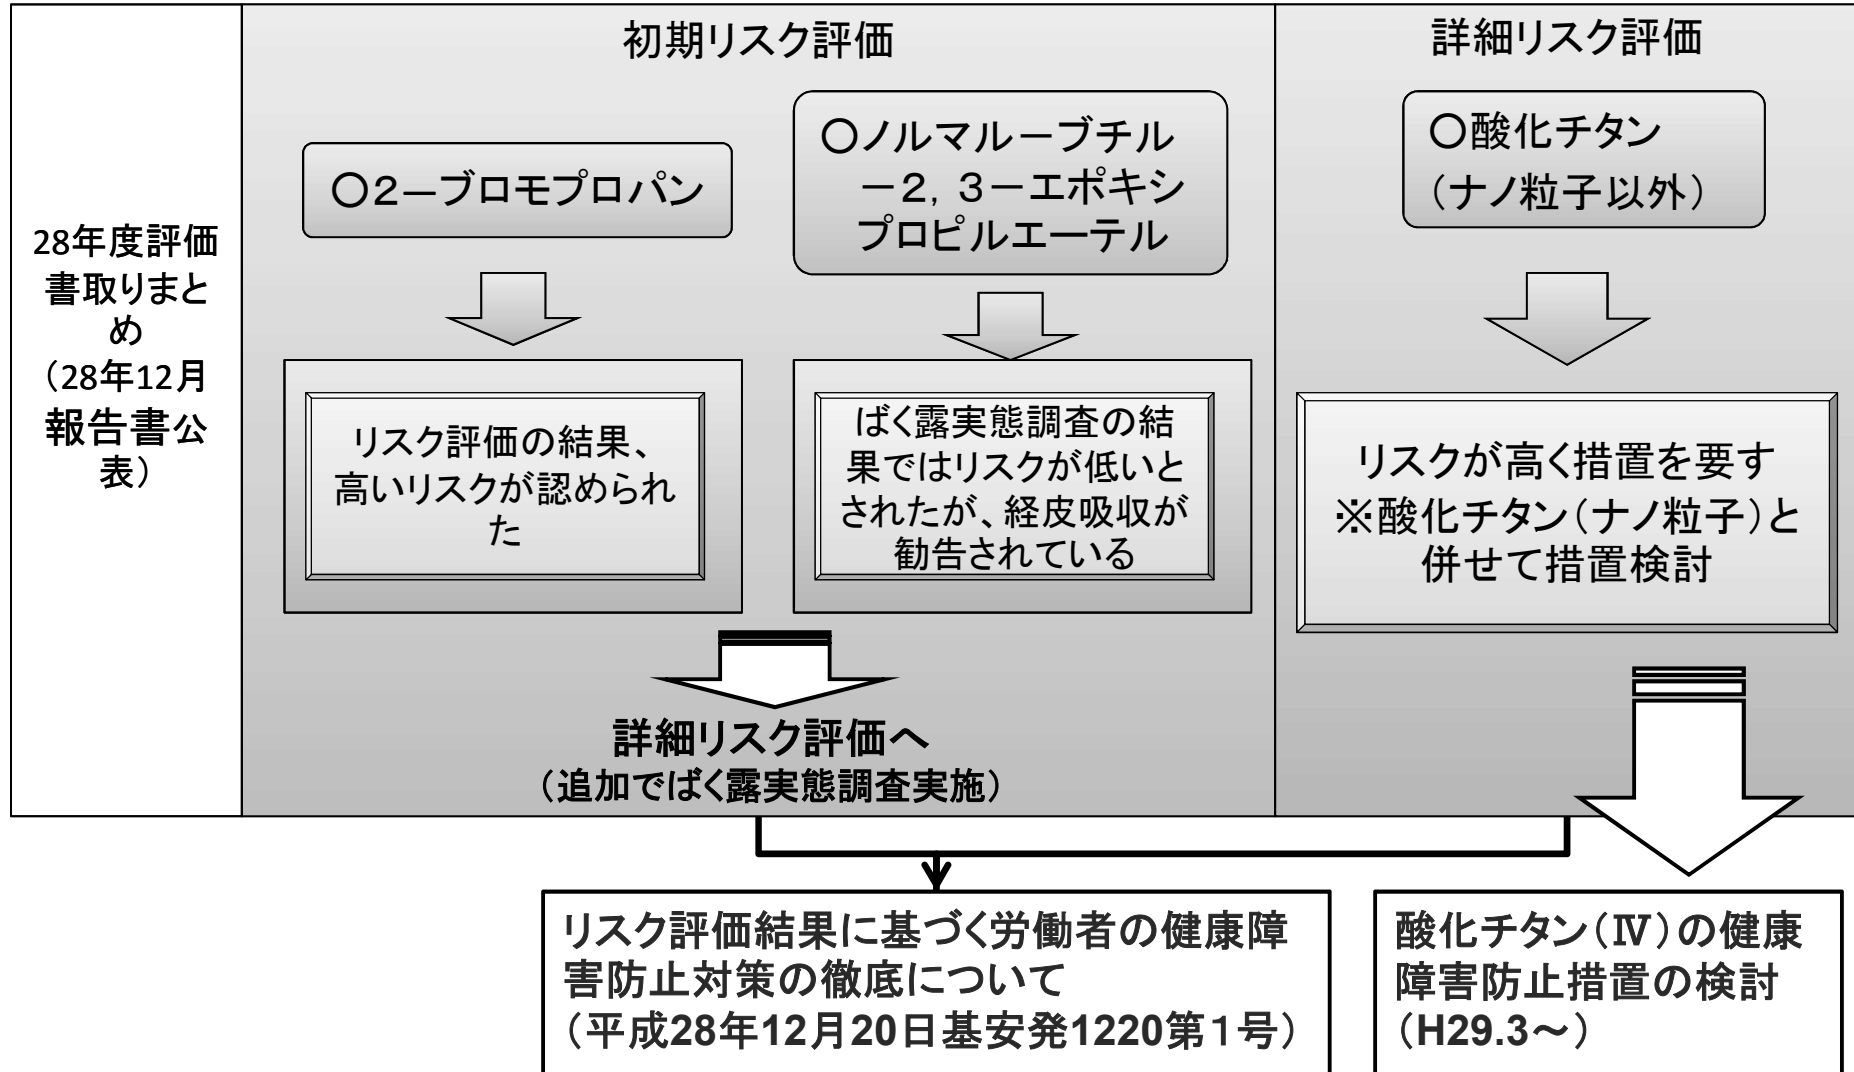 28年度評価
書取りまと
め
（28年12月
報告書公
表）
初期リスク評価
○２―ブロモプロパン
リスク評価の結果、
高いリスクが認められ
た
○ノルマル－ブチル
－２，３－エポキシ
プロピルエーテル
ばく露実態調査の結
果ではリスクが低いと
されたが、経皮吸収が
勧告されている
詳細リスク評価へ
（追加でばく露実態調査実施）
詳細リスク評価
○酸化チタン
（ナノ粒子以外）
リスクが高く措置を要す
※酸化チタン（ナノ粒子）と
併せて措置検討
リスク評価結果に基づく労働者の健康障
害防止対策の徹底について
（平成28年12月20日基安発1220第１号）
酸化チタン（Ⅳ）の健康
障害防止措置の検討
（H29.3～）